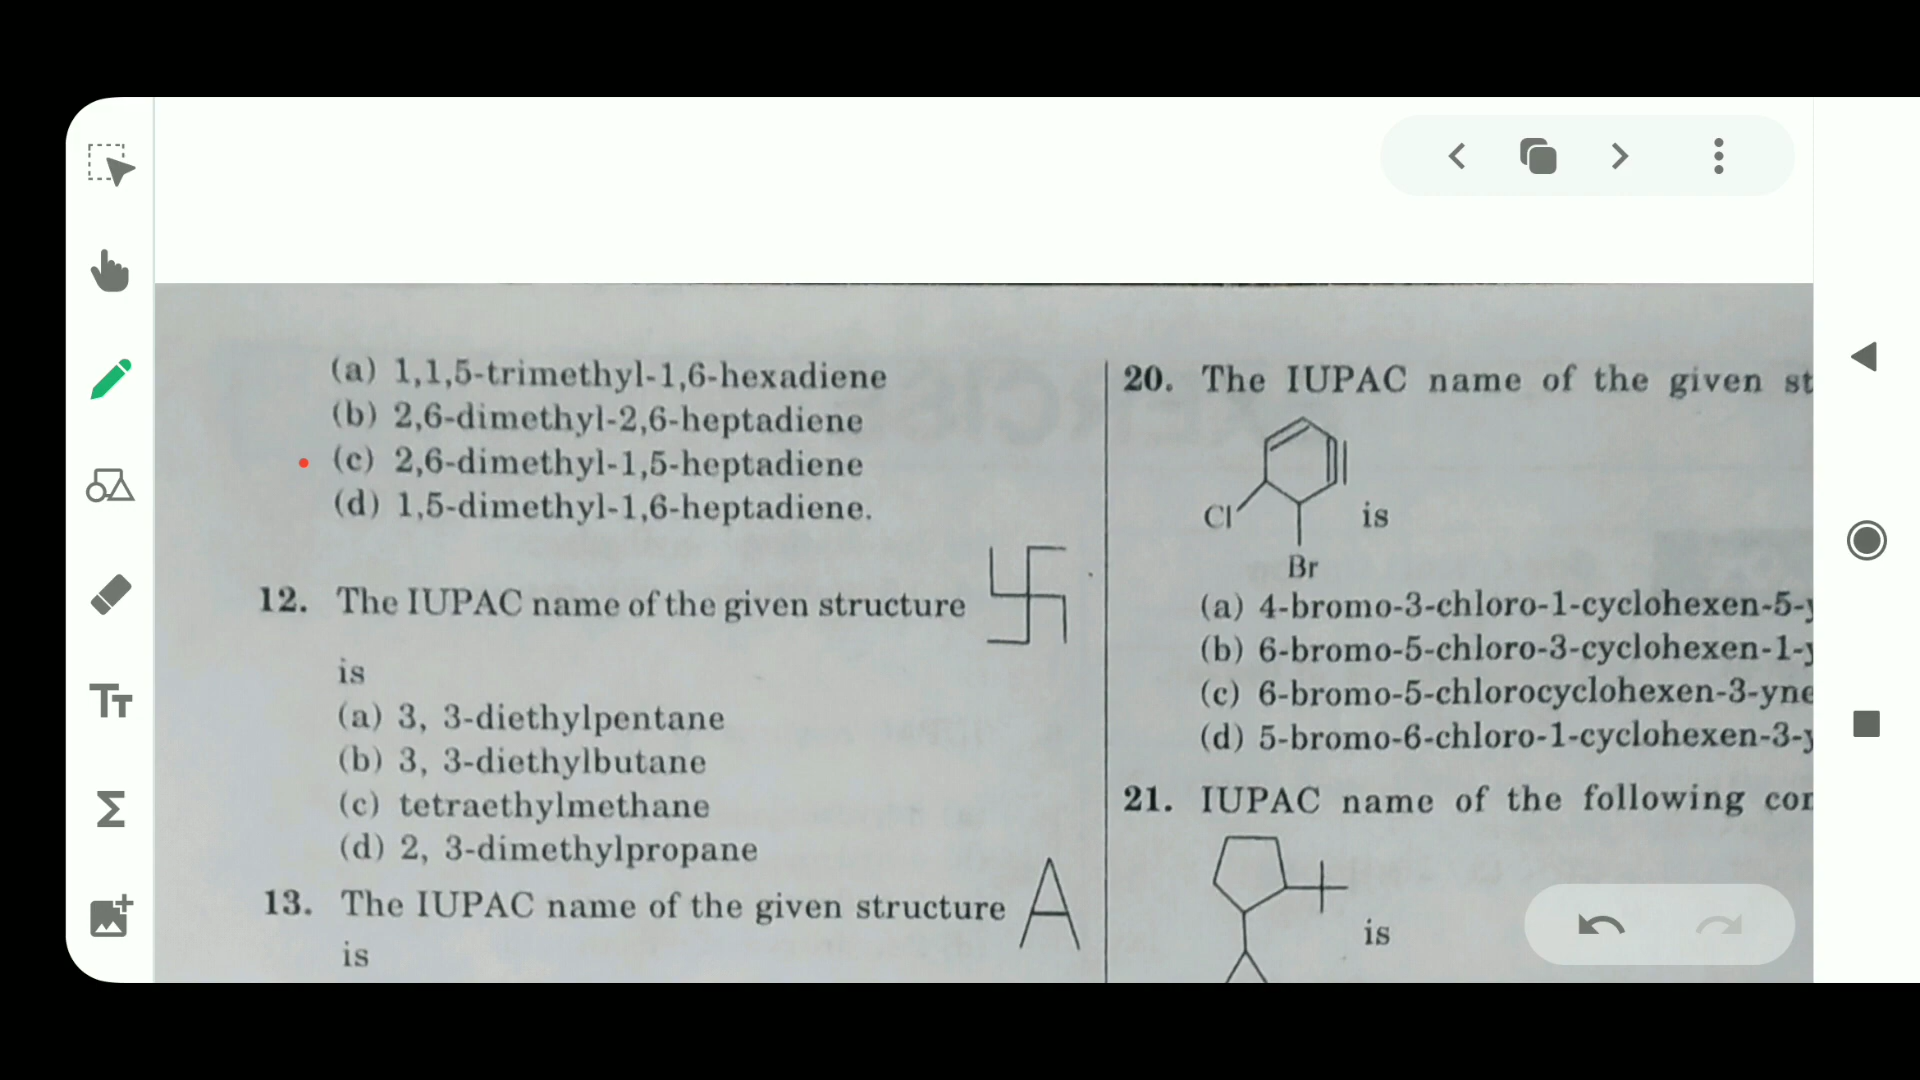 (a) 1,1,5-trimethyl-1,6-hexadiene
(b) 2,6-dimethyl-2,6-heptadiene
(c) 2,6-dimethyl-1,5-heptadiene
(d) 1,5-dimethyl-1,6-heptadiene.
12. The IUPAC name of the given structure
is
(a) 3, 3-diethylpentane
(b) 3, 3-diethylbutane
(c) tetraethylmethane
(d) 2, 3-dimethylpropane
13. The IUPAC name of the given structure
is
20. The IUPAC name of the given st
Cl
is
Br
(a) 4-bromo-3-chloro-1-cyclohexen-5-y
(b) 6-bromo-5-chloro-3-cyclohexen-1-y
(c) 6-bromo-5-chlorocyclohexen-3-yne
(d) 5-bromo-6-chloro-1-cyclohexen-3-y
21. IUPAC name of the following cor
is